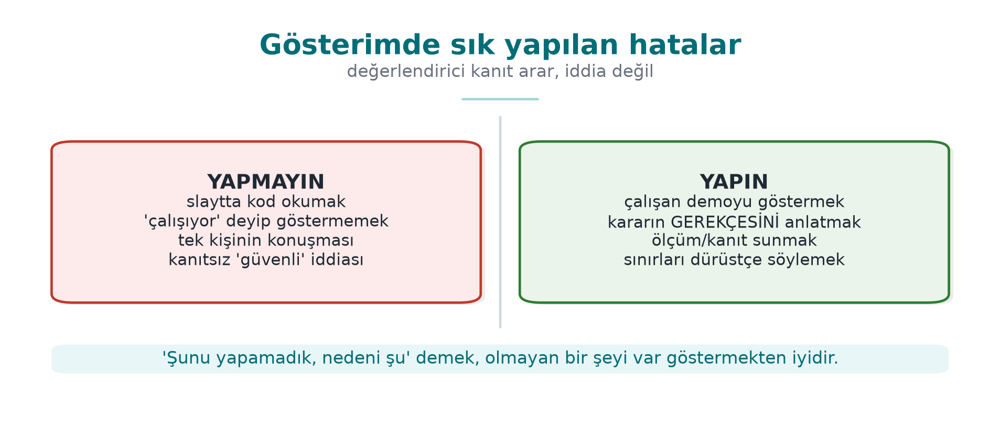 Gösterimde sık yapılan hatalar
değerlendirici kanıt arar, iddia değil
YAPMAYIN
slaytta kod okumak
'çalışıyor' deyip göstermemek
tek kişinin konuşması
kanıtsız 'güvenli' iddiası
YAPIN
çalışan demoyu göstermek
kararın GEREKÇESİNİ anlatmak
ölçüm/kanıt sunmak
sınırları dürüstçe söylemek
'Şunu yapamadık, nedeni şu' demek, olmayan bir şeyi var göstermekten iyidir.